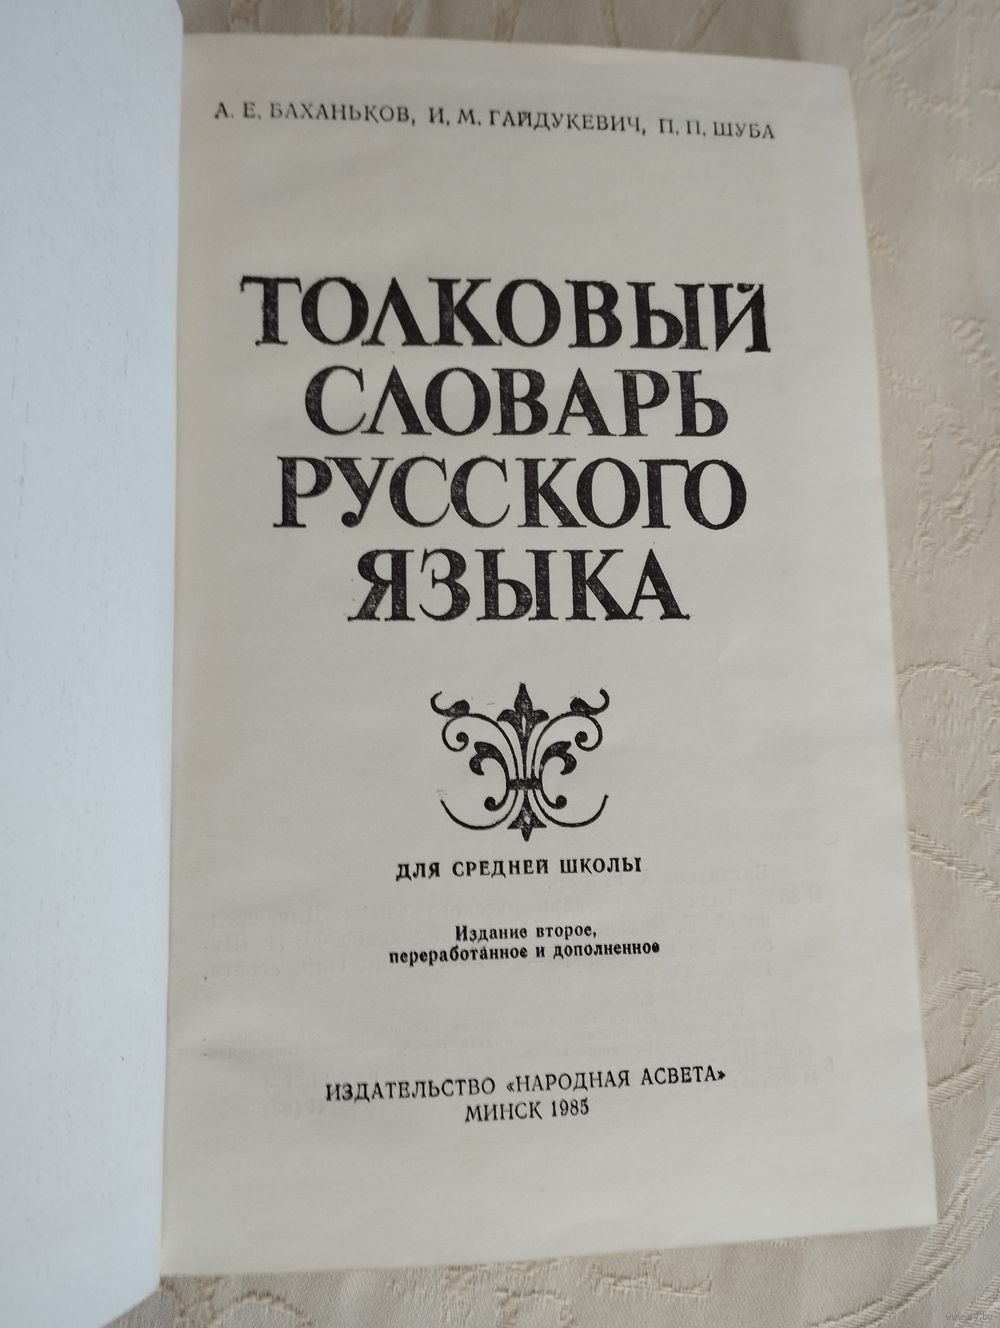 А. Е. БАХАНЬКОВ, И. М. ГАЙДУКЕВИЧ, П. П. ШУБА
ТОЛКОВЫЙ
СЛОВАРЬ
РУССКОГО
ЯЗЫКА
ДЛЯ СРЕДНЕЙ ШКОЛЫ
Издание второе,
переработанное и дополненное
ИЗДАТЕЛЬСТВО «НАРОДНАЯ АСВЕТА»
МИНСК 1985